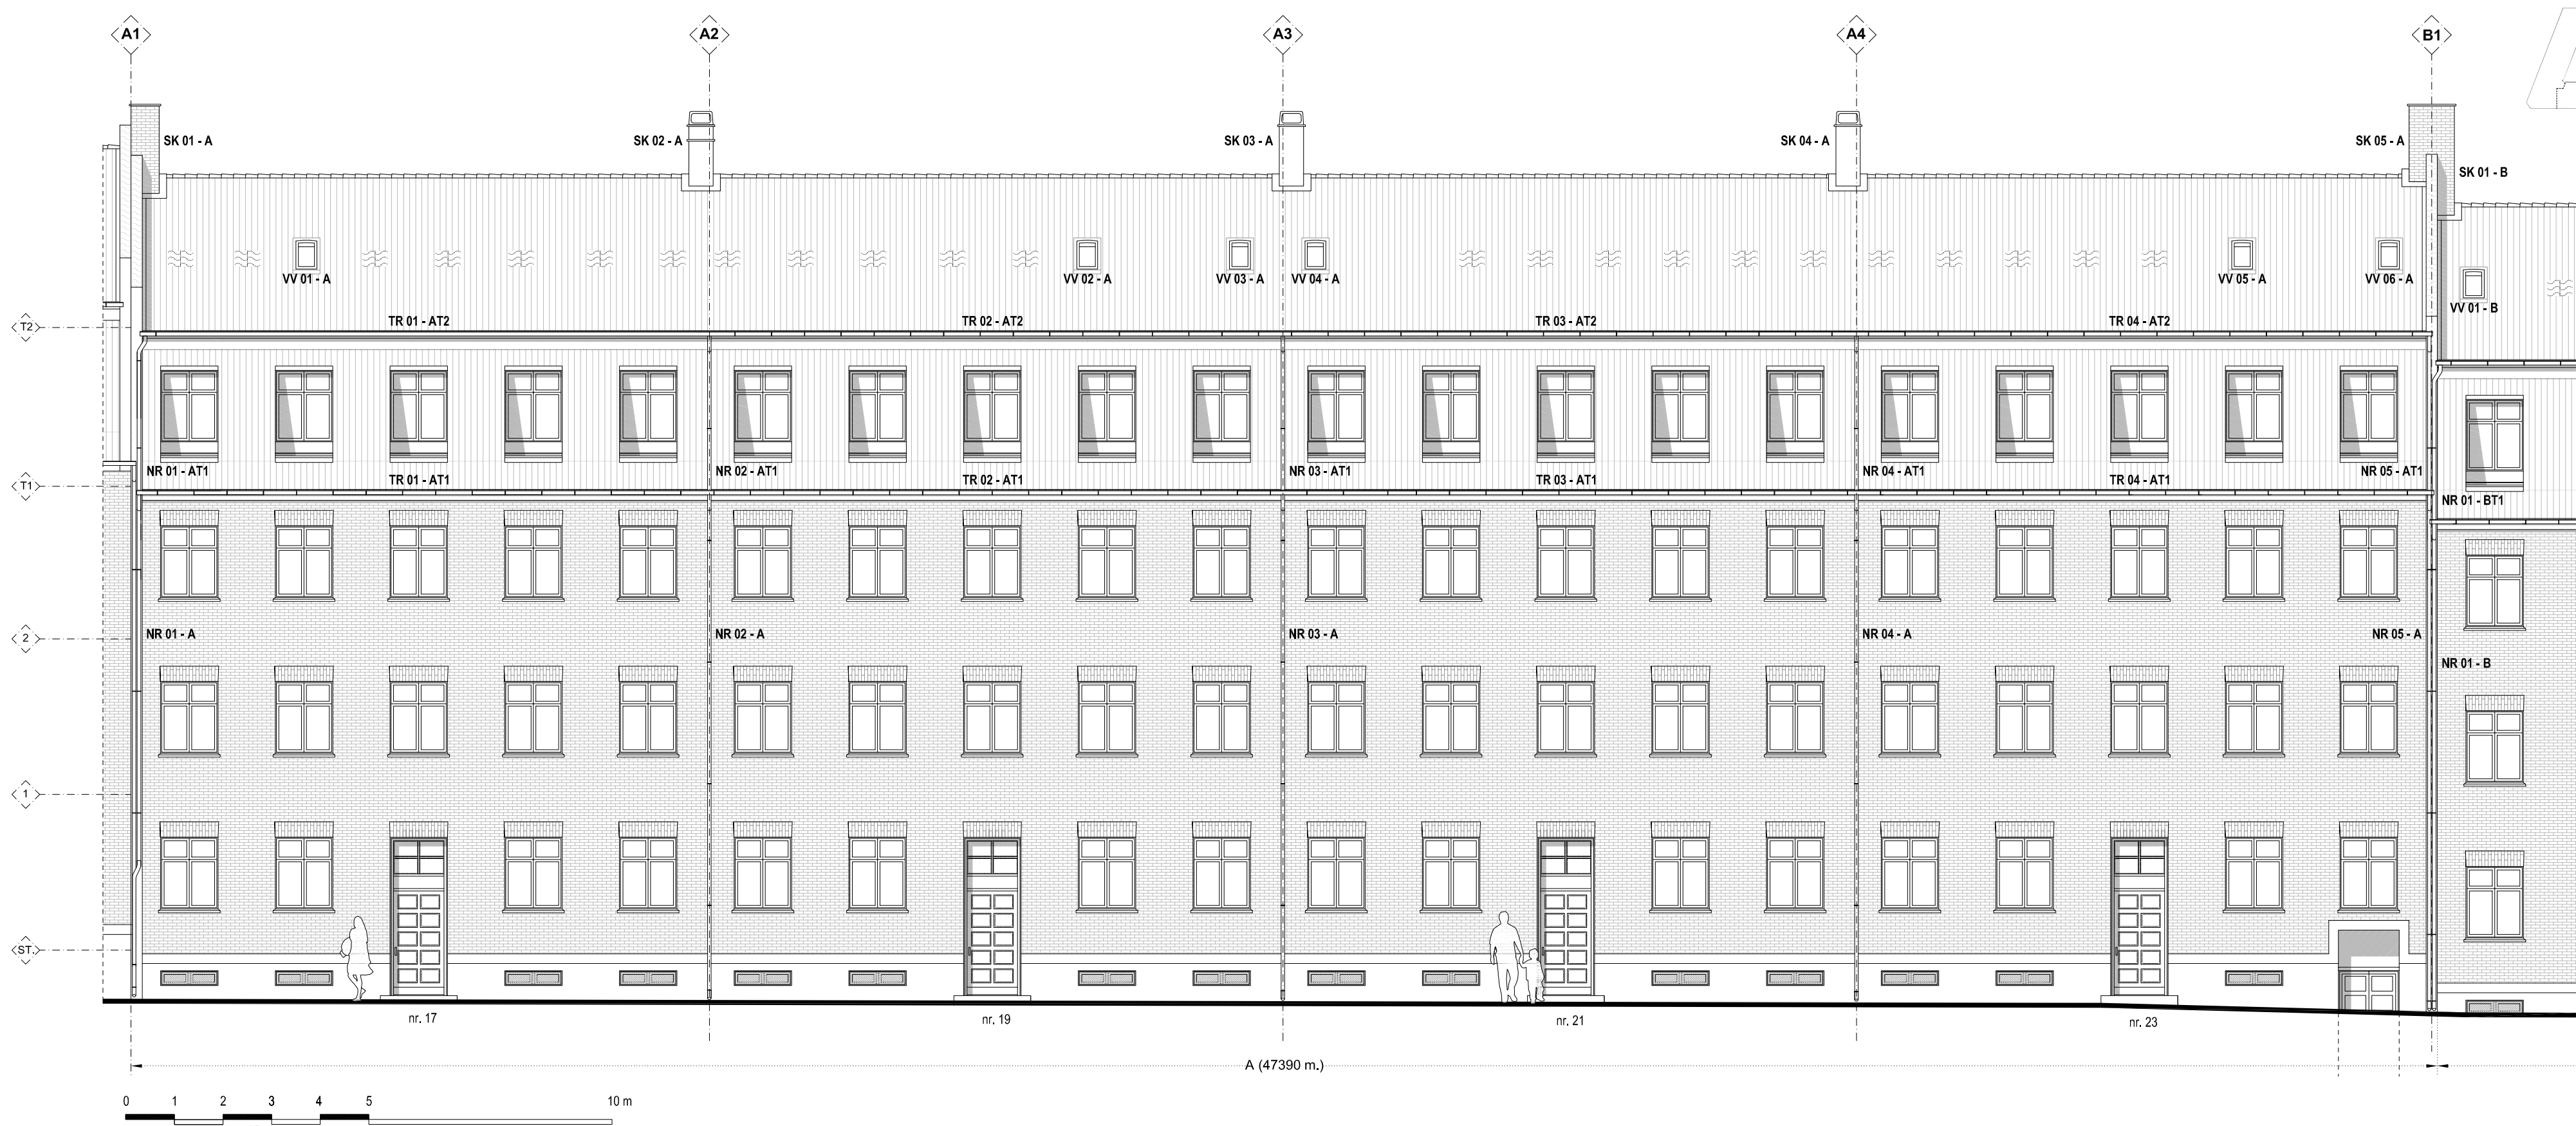 A1 A2 A3 A4 B1
SK 01 - A SK 02 - A SK 03 - A SK 04 - A SK 05 - A
SK 01 - B
VV 01 - A VV 02 - A VV 03 - A VV 04 - A VV 05 - A VV 06 - A
VV 01 - B
T2 TR 01 - AT2 TR 02 - AT2 TR 03 - AT2 TR 04 - AT2
NR 01 - AT1 NR 02 - AT1 NR 03 - AT1 NR 04 - AT1 NR 05 - AT1
T1 TR 01 - AT1 TR 02 - AT1 TR 03 - AT1 TR 04 - AT1
NR 01 - BT1
2 NR 01 - A NR 02 - A NR 03 - A NR 04 - A NR 05 - A
NR 01 - B
1
ST.
nr. 17 nr. 19 nr. 21 nr. 23
A (47390 m.)
0 1 2 3 4 5 10 m